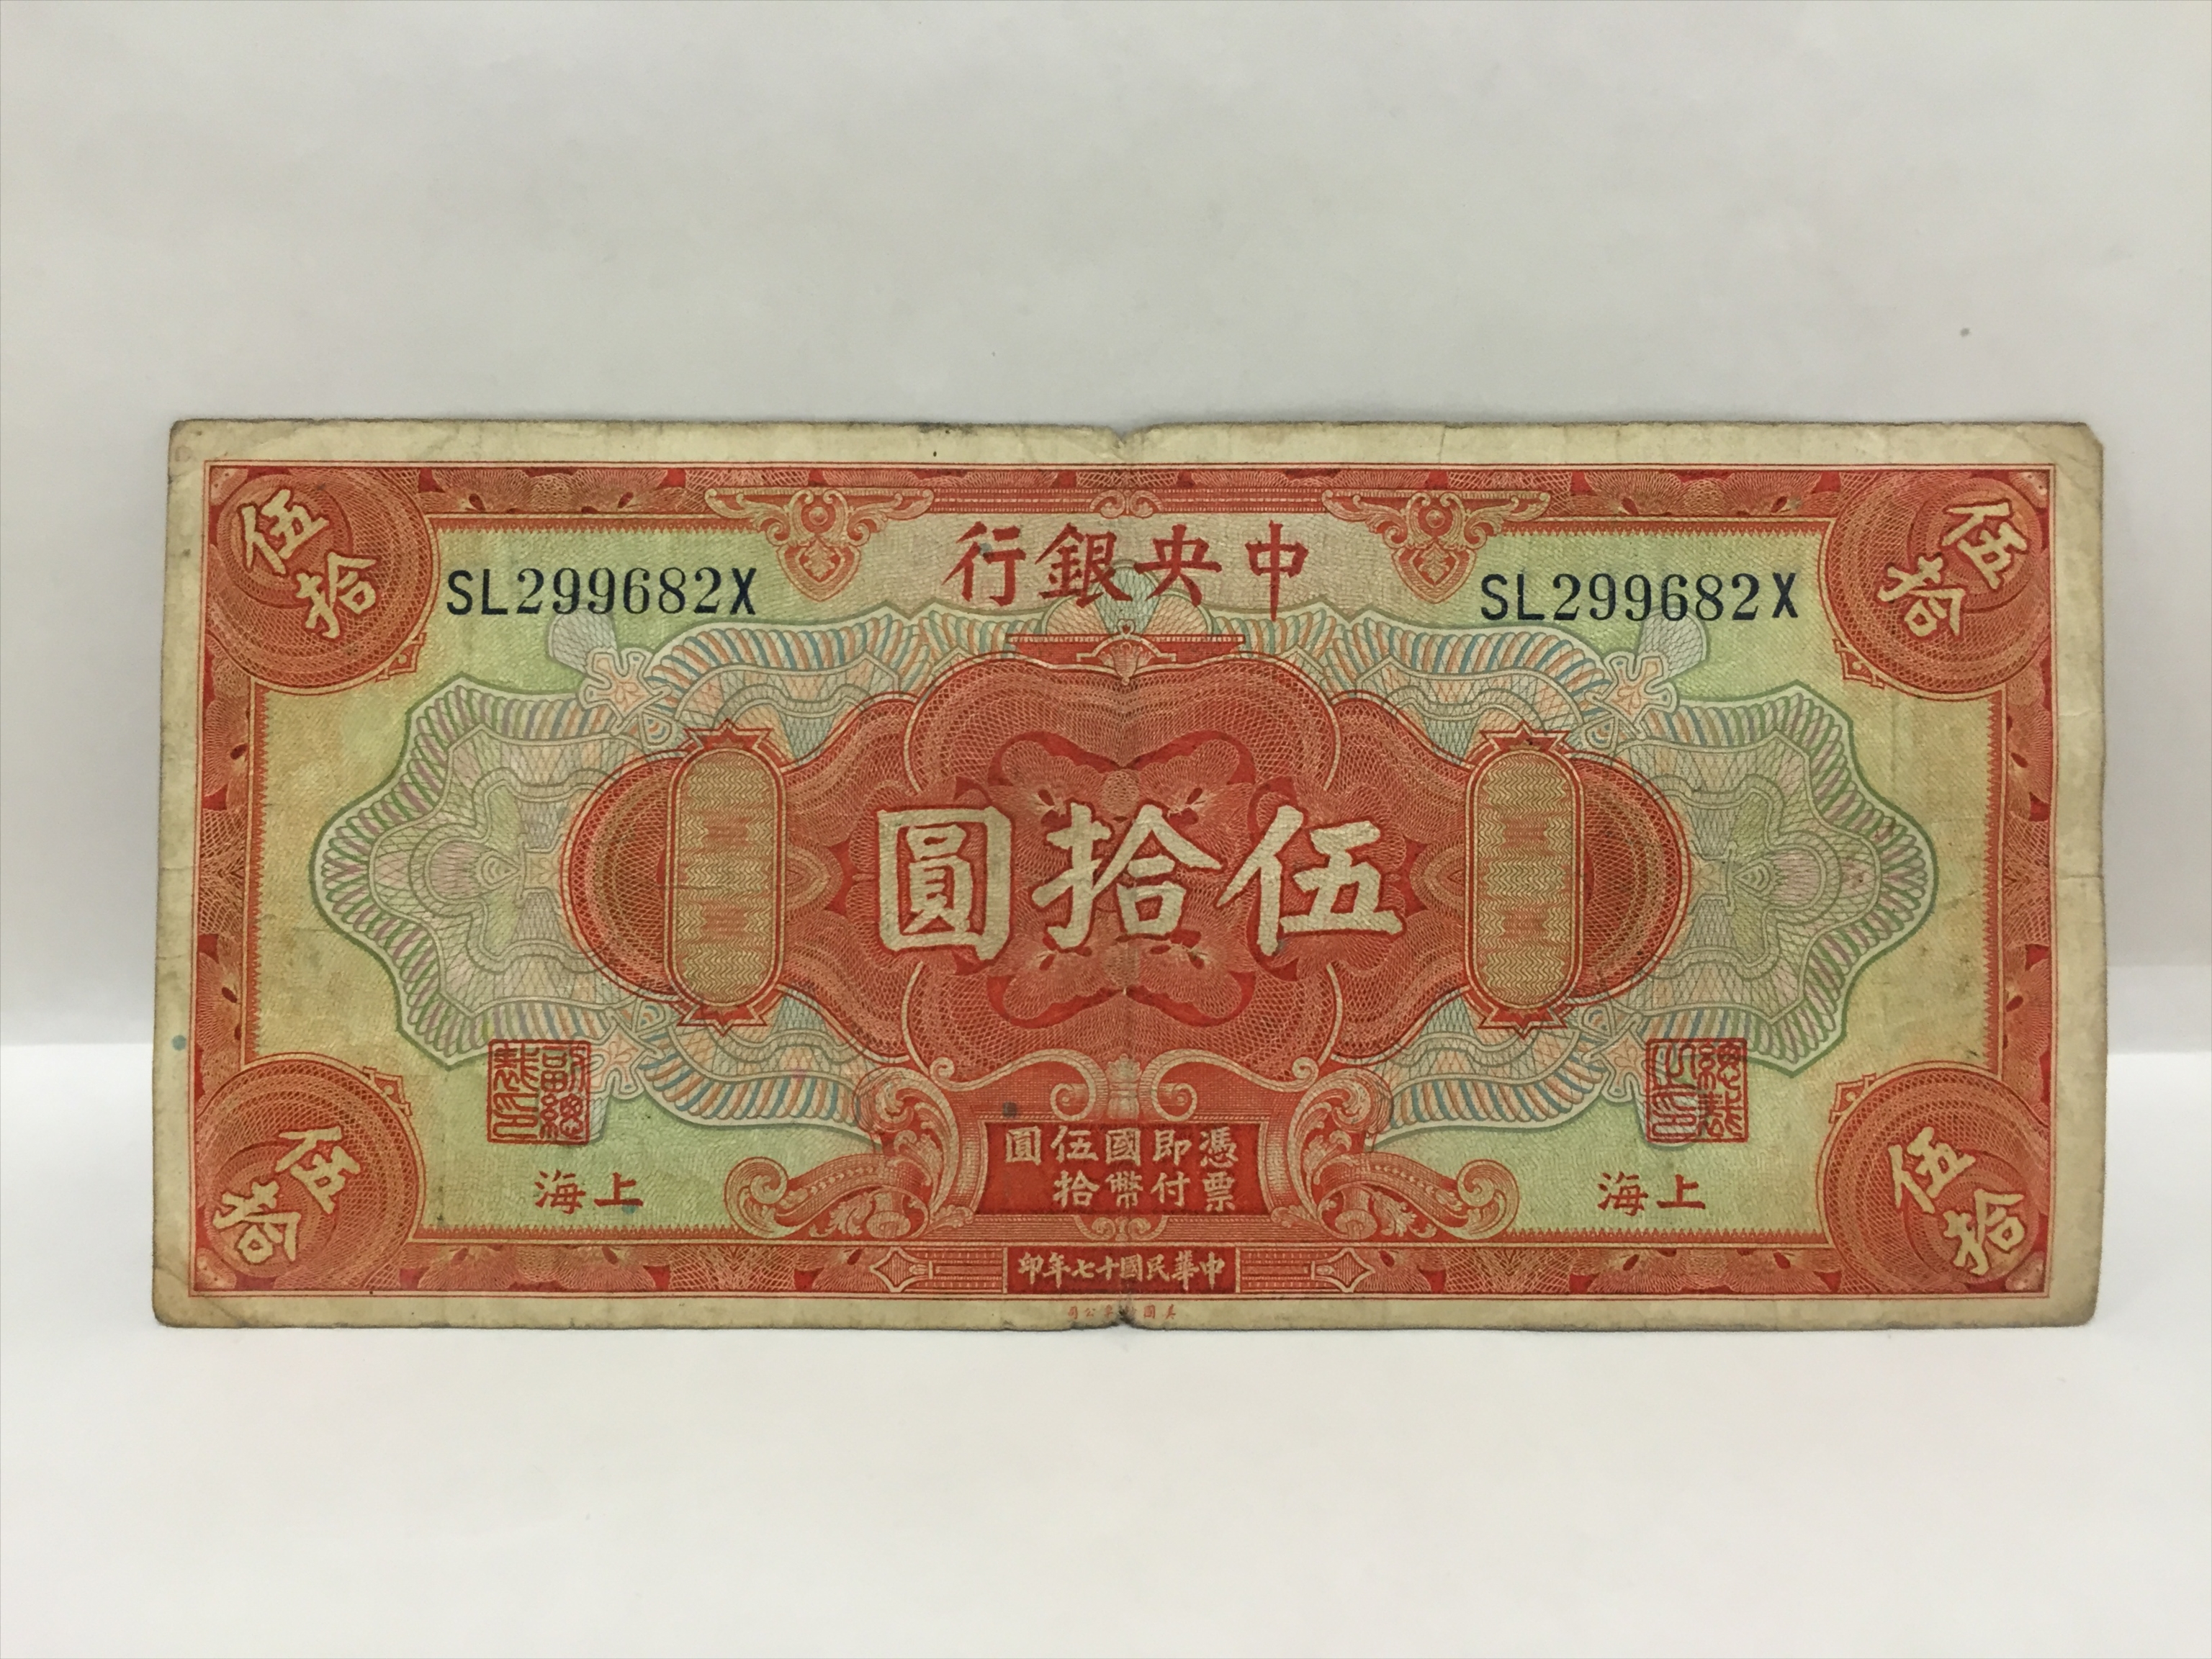 中央銀行
伍拾
伍拾
SL299682X
SL299682X
伍拾圓
憑即國伍圓
票付幣拾
上海
上海
伍拾
伍拾
中華民國十七年印